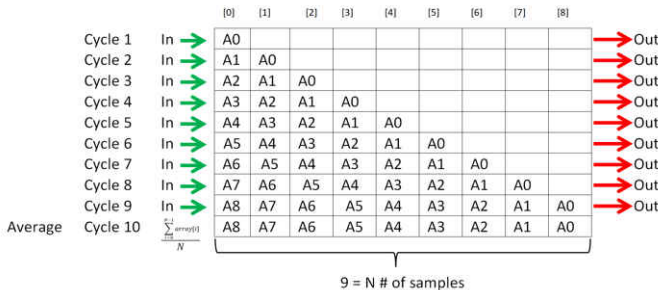 [0] [1] [2] [3] [4] [5] [6] [7] [8]
Cycle 1 In A0 Out
Cycle 2 In A1 A0 Out
Cycle 3 In A2 A1 A0 Out
Cycle 4 In A3 A2 A1 A0 Out
Cycle 5 In A4 A3 A2 A1 A0 Out
Cycle 6 In A5 A4 A3 A2 A1 A0 Out
Cycle 7 In A6 A5 A4 A3 A2 A1 A0 Out
Cycle 8 In A7 A6 A5 A4 A3 A2 A1 A0 Out
Cycle 9 In A8 A7 A6 A5 A4 A3 A2 A1 A0 Out
Average Cycle 10 ∑ array[i] / N A8 A7 A6 A5 A4 A3 A2 A1 A0
9 = N # of samples